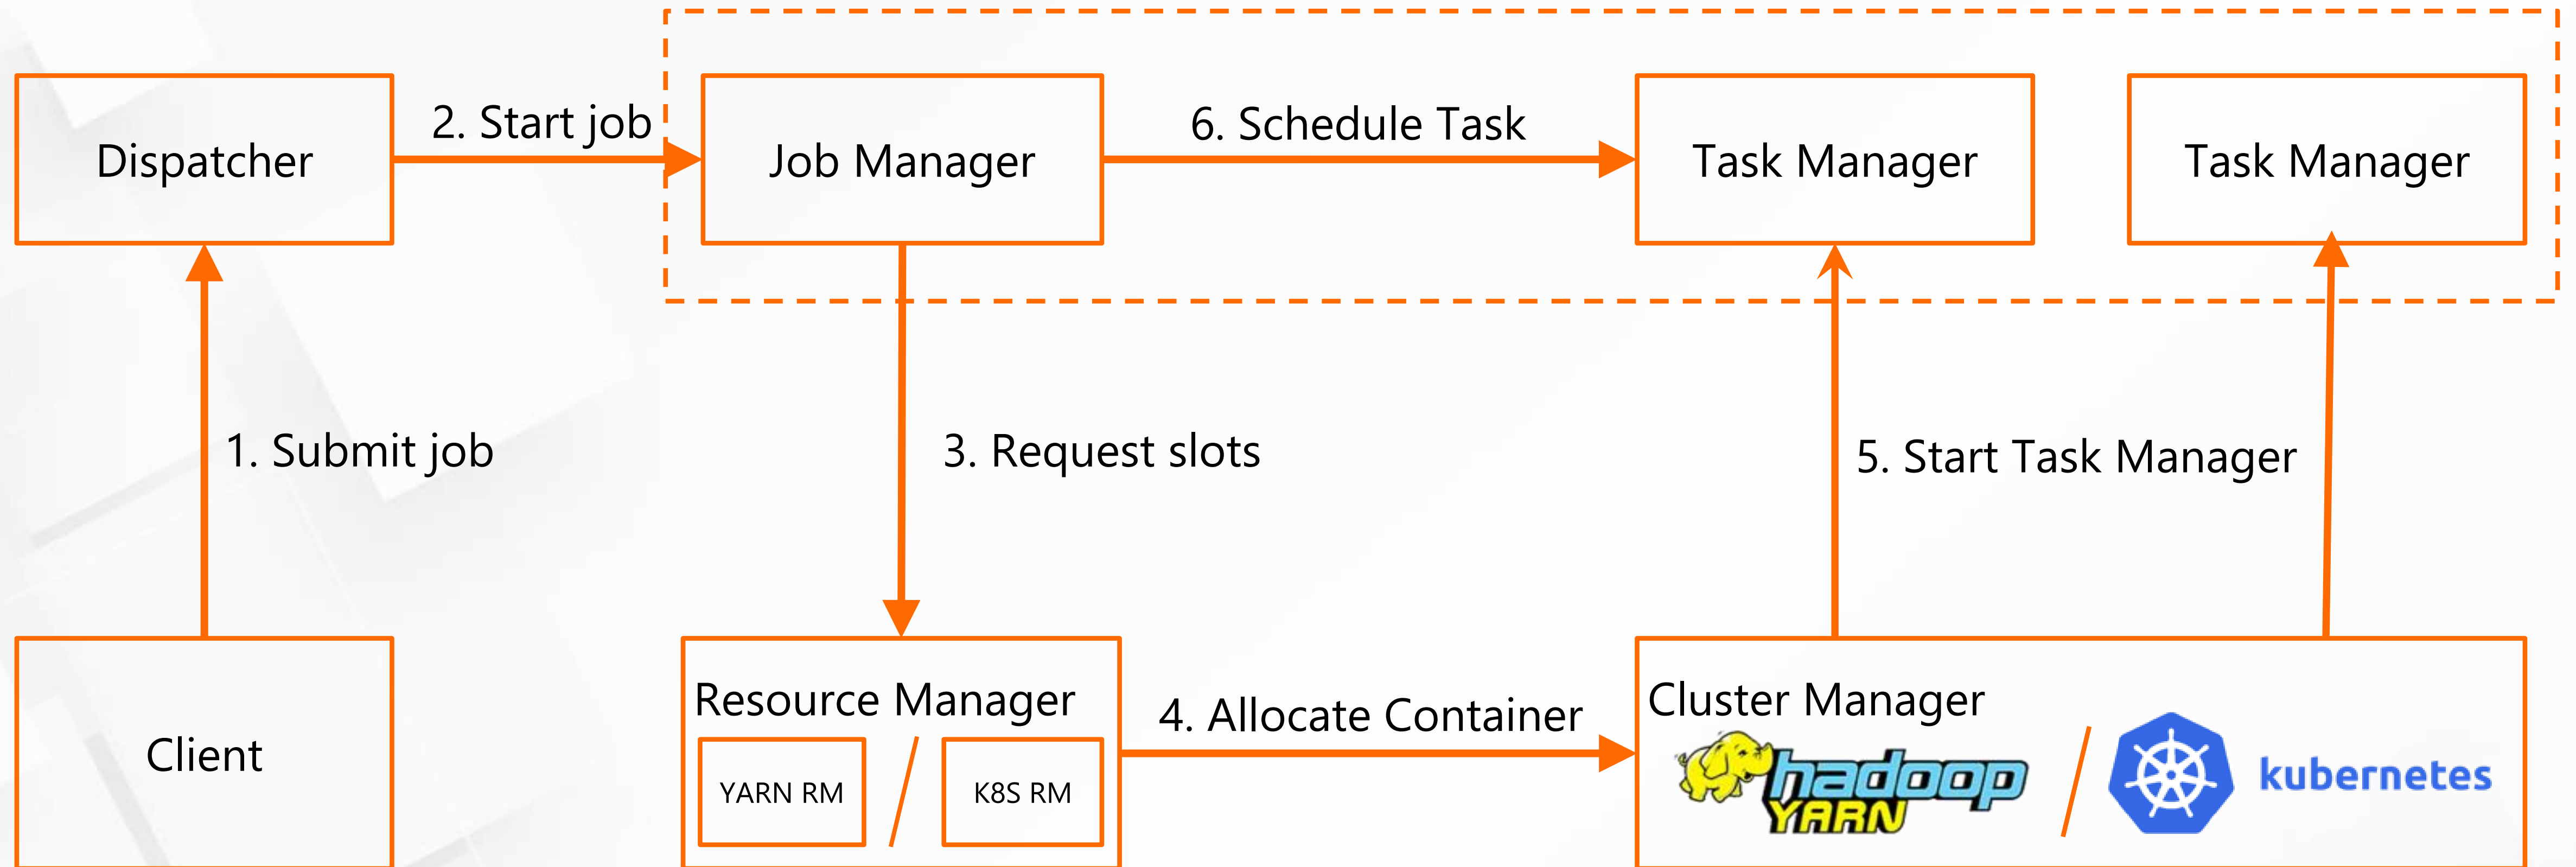 Dispatcher
2. Start job
Job Manager
6. Schedule Task
Task Manager
Task Manager
1. Submit job
3. Request slots
5. Start Task Manager
Client
Resource Manager
YARN RM
K8S RM
4. Allocate Container
Cluster Manager
hadoop
YARN
kubernetes